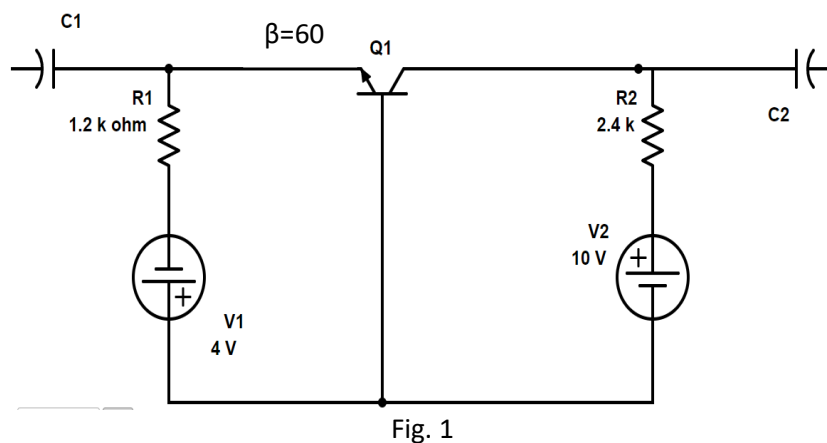 C1
β=60
Q1
R1
1.2 k ohm
R2
2.4 k
C2
V1
4 V
V2
10 V
+
+
Fig. 1